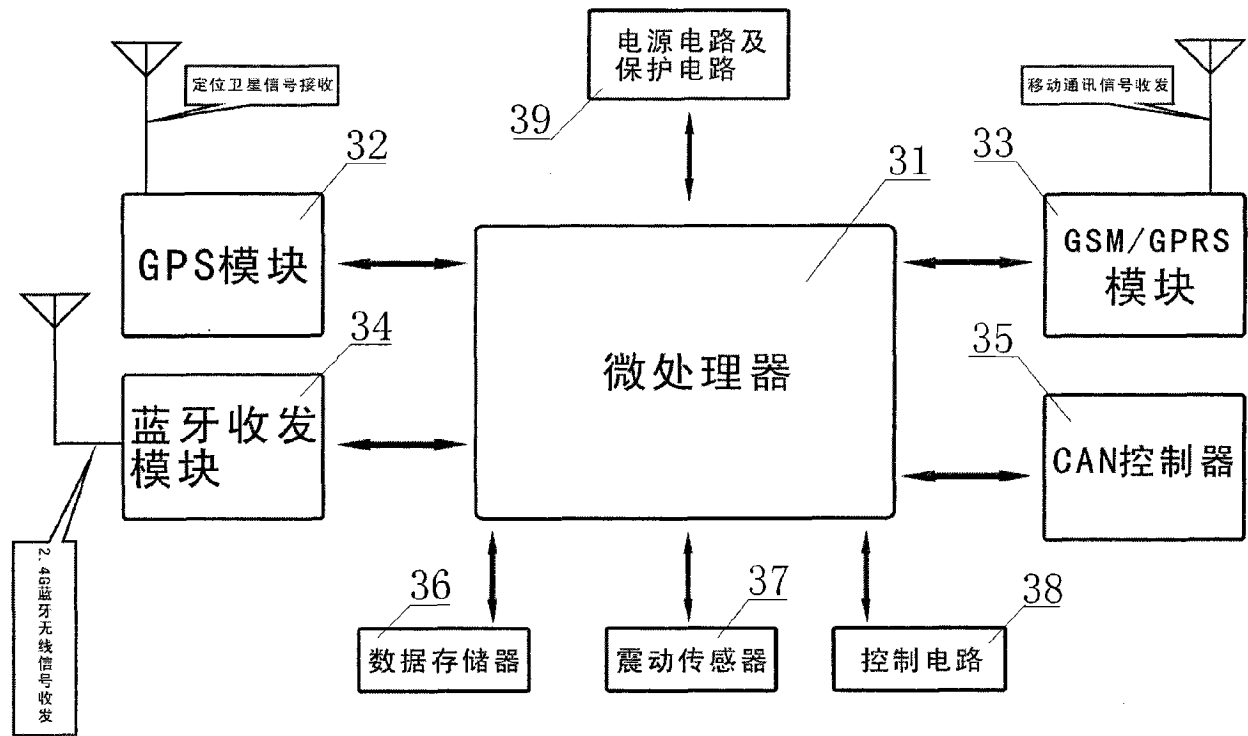 电源电路及
保护电路
39
定位卫星信号接收
移动通讯信号收发
32
31
33
GPS模块
GSM/GPRS
模块
34
35
微处理器
蓝牙收发
模块
CAN控制器
2.4G蓝牙无线信号收发
36
37
38
数据存储器
震动传感器
控制电路